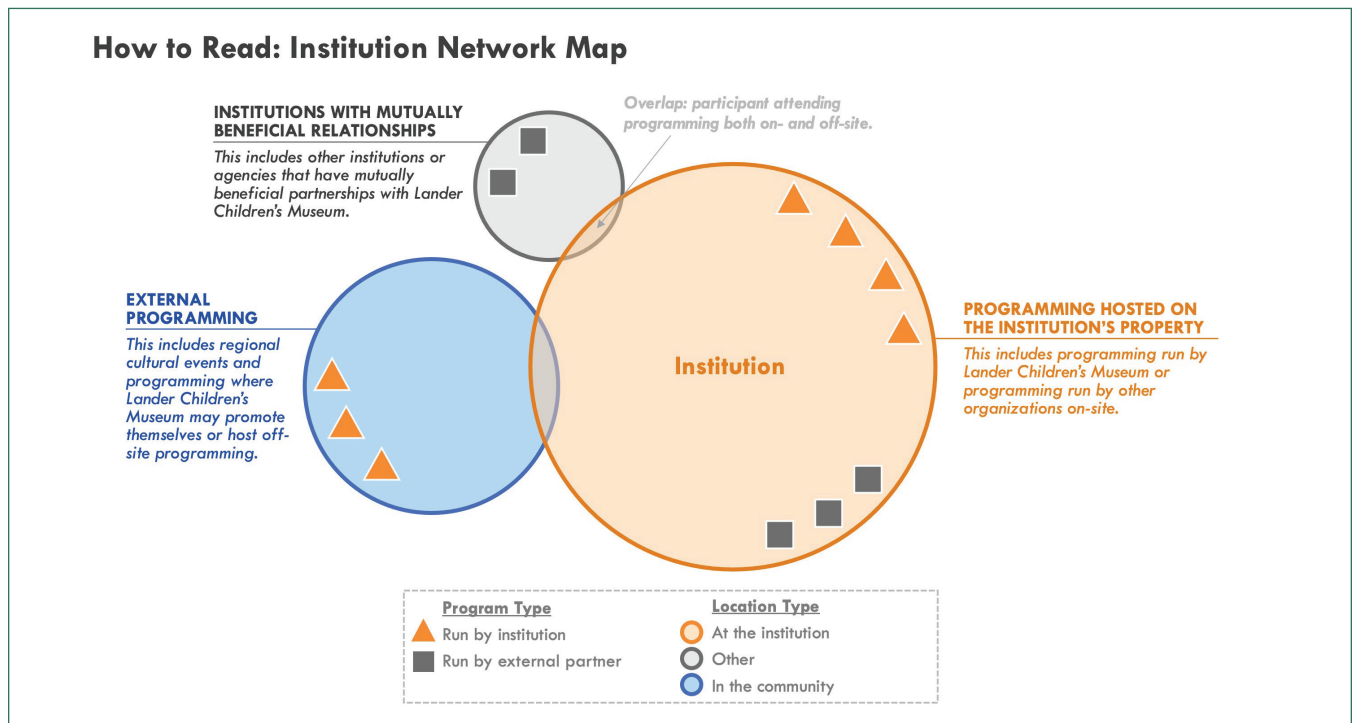 How to Read: Institution Network Map
INSTITUTIONS WITH MUTUALLY
BENEFICIAL RELATIONSHIPS
This includes other institutions or
agencies that have mutually
beneficial partnerships with Lander
Children's Museum.
Overlap: participant attending
programming both on- and off-site.
EXTERNAL
PROGRAMMING
This includes regional
cultural events and
programming where
Lander Children's
Museum may promote
themselves or host off-
site programming.
Institution
PROGRAMMING HOSTED ON
THE INSTITUTION'S PROPERTY
This includes programming run by
Lander Children's Museum or
programming run by other
organizations on-site.
Program Type
Run by institution
Run by external partner
Location Type
At the institution
Other
In the community